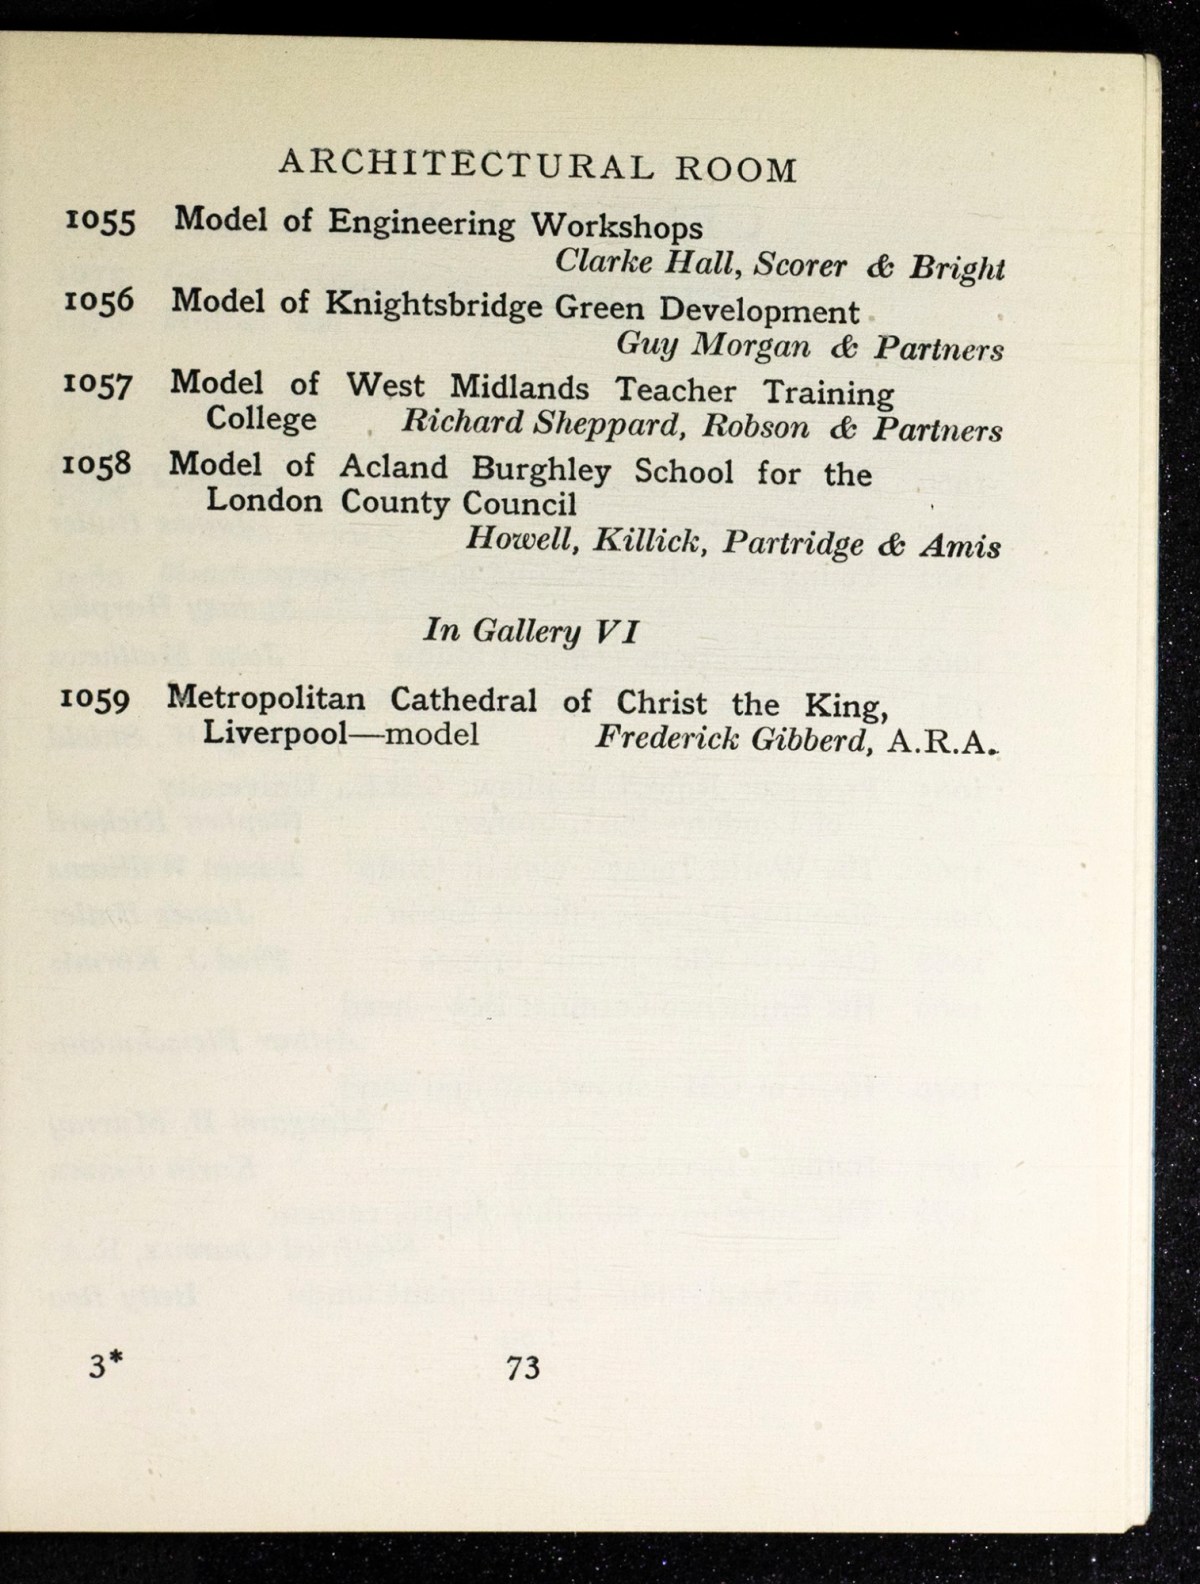 ARCHITECTURAL ROOM
1055 Model of Engineering Workshops
Clarke Hall, Scorer & Bright
1056 Model of Knightsbridge Green Development
Guy Morgan & Partners
1057 Model of West Midlands Teacher Training
College Richard Sheppard, Robson & Partners
1058 Model of Acland Burghley School for the
London County Council
Howell, Killick, Partridge & Amis
In Gallery VI
1059 Metropolitan Cathedral of Christ the King,
Liverpool—model Frederick Gibberd, A.R.A.
3* 73